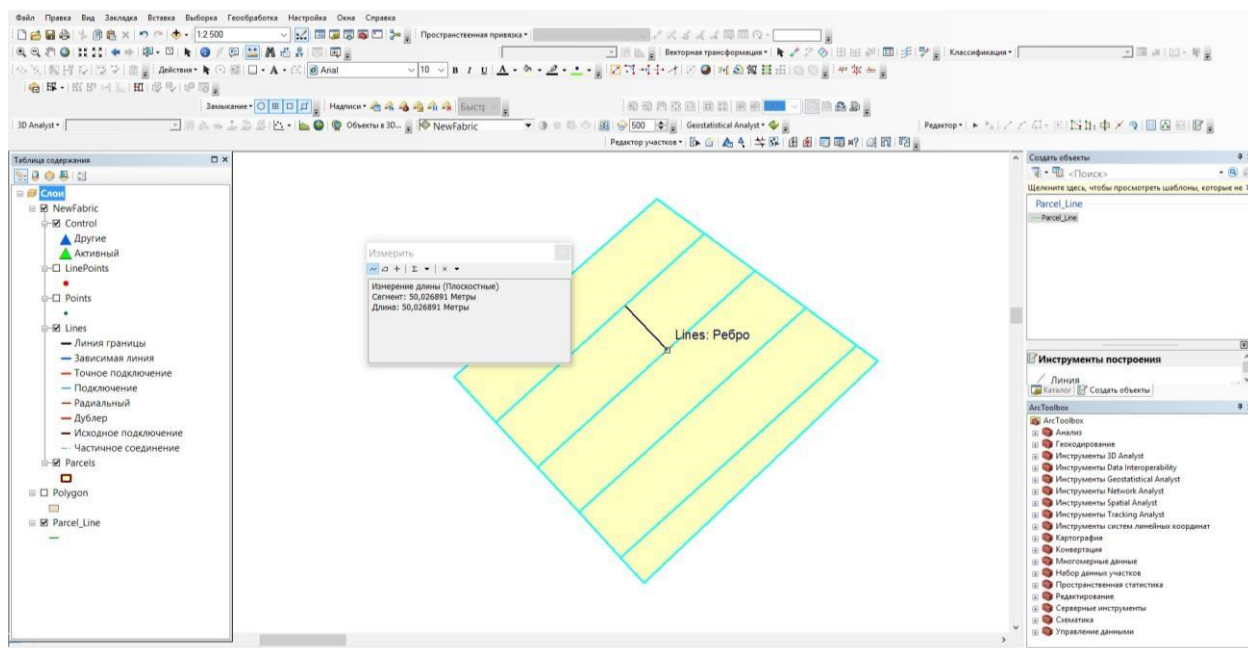 Файл Правка Вид Закладка Вставка Выборка Геообработка Настройка Окна Справка
1:2 500
Пространственная привязка
Векторная трансформация
Классификация
Действия
Arial
10
Замыкание
Надписи
Быстр
100%
3D Analyst
Объекты в 3D...
NewFabric
500
Geostatistical Analyst
Редактор
Редактор участков
Таблица содержания
Слои
NewFabric
Control
Другие
Активный
LinePoints
Points
Lines
Линия границы
Зависимая линия
Точное подключение
Подключение
Радиальный
Дублер
Исходное подключение
Частичное соединение
Parcels
Polygon
Parcel_Line
Измерить
Измерение длины (Плоскостные)
Сегмент: 50,026891 Метры
Длина: 50,026891 Метры
Lines: Ребро
Создать объекты
<Поиск>
Щелкните здесь, чтобы просмотреть шаблоны, которые не
Parcel_Line
Parcel_Line
Инструменты построения
Линия
Каталог Создать объекты
ArcToolbox
ArcToolbox
Анализ
Геокодирование
Инструменты 3D Analyst
Инструменты Data Interoperability
Инструменты Geostatistical Analyst
Инструменты Network Analyst
Инструменты Spatial Analyst
Инструменты Tracking Analyst
Инструменты систем линейных координат
Картография
Конвертация
Многомерные данные
Набор данных участков
Пространственная статистика
Редактирование
Серверные инструменты
Схематика
Управление данными